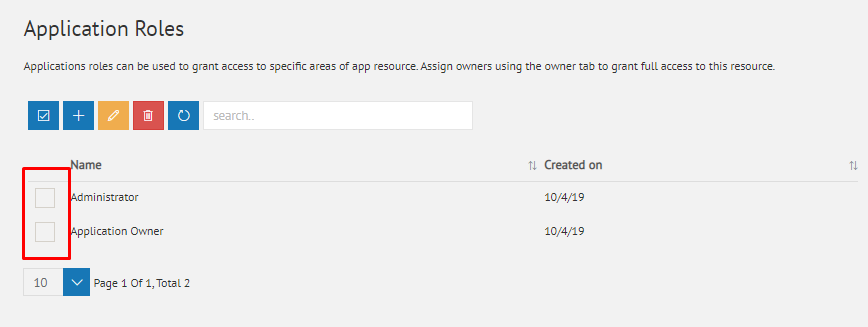 Application Roles
Applications roles can be used to grant access to specific areas of app resource. Assign owners using the owner tab to grant full access to this resource.
search..
Name Created on
Administrator 10/4/19
Application Owner 10/4/19
10 Page 1 Of 1, Total 2